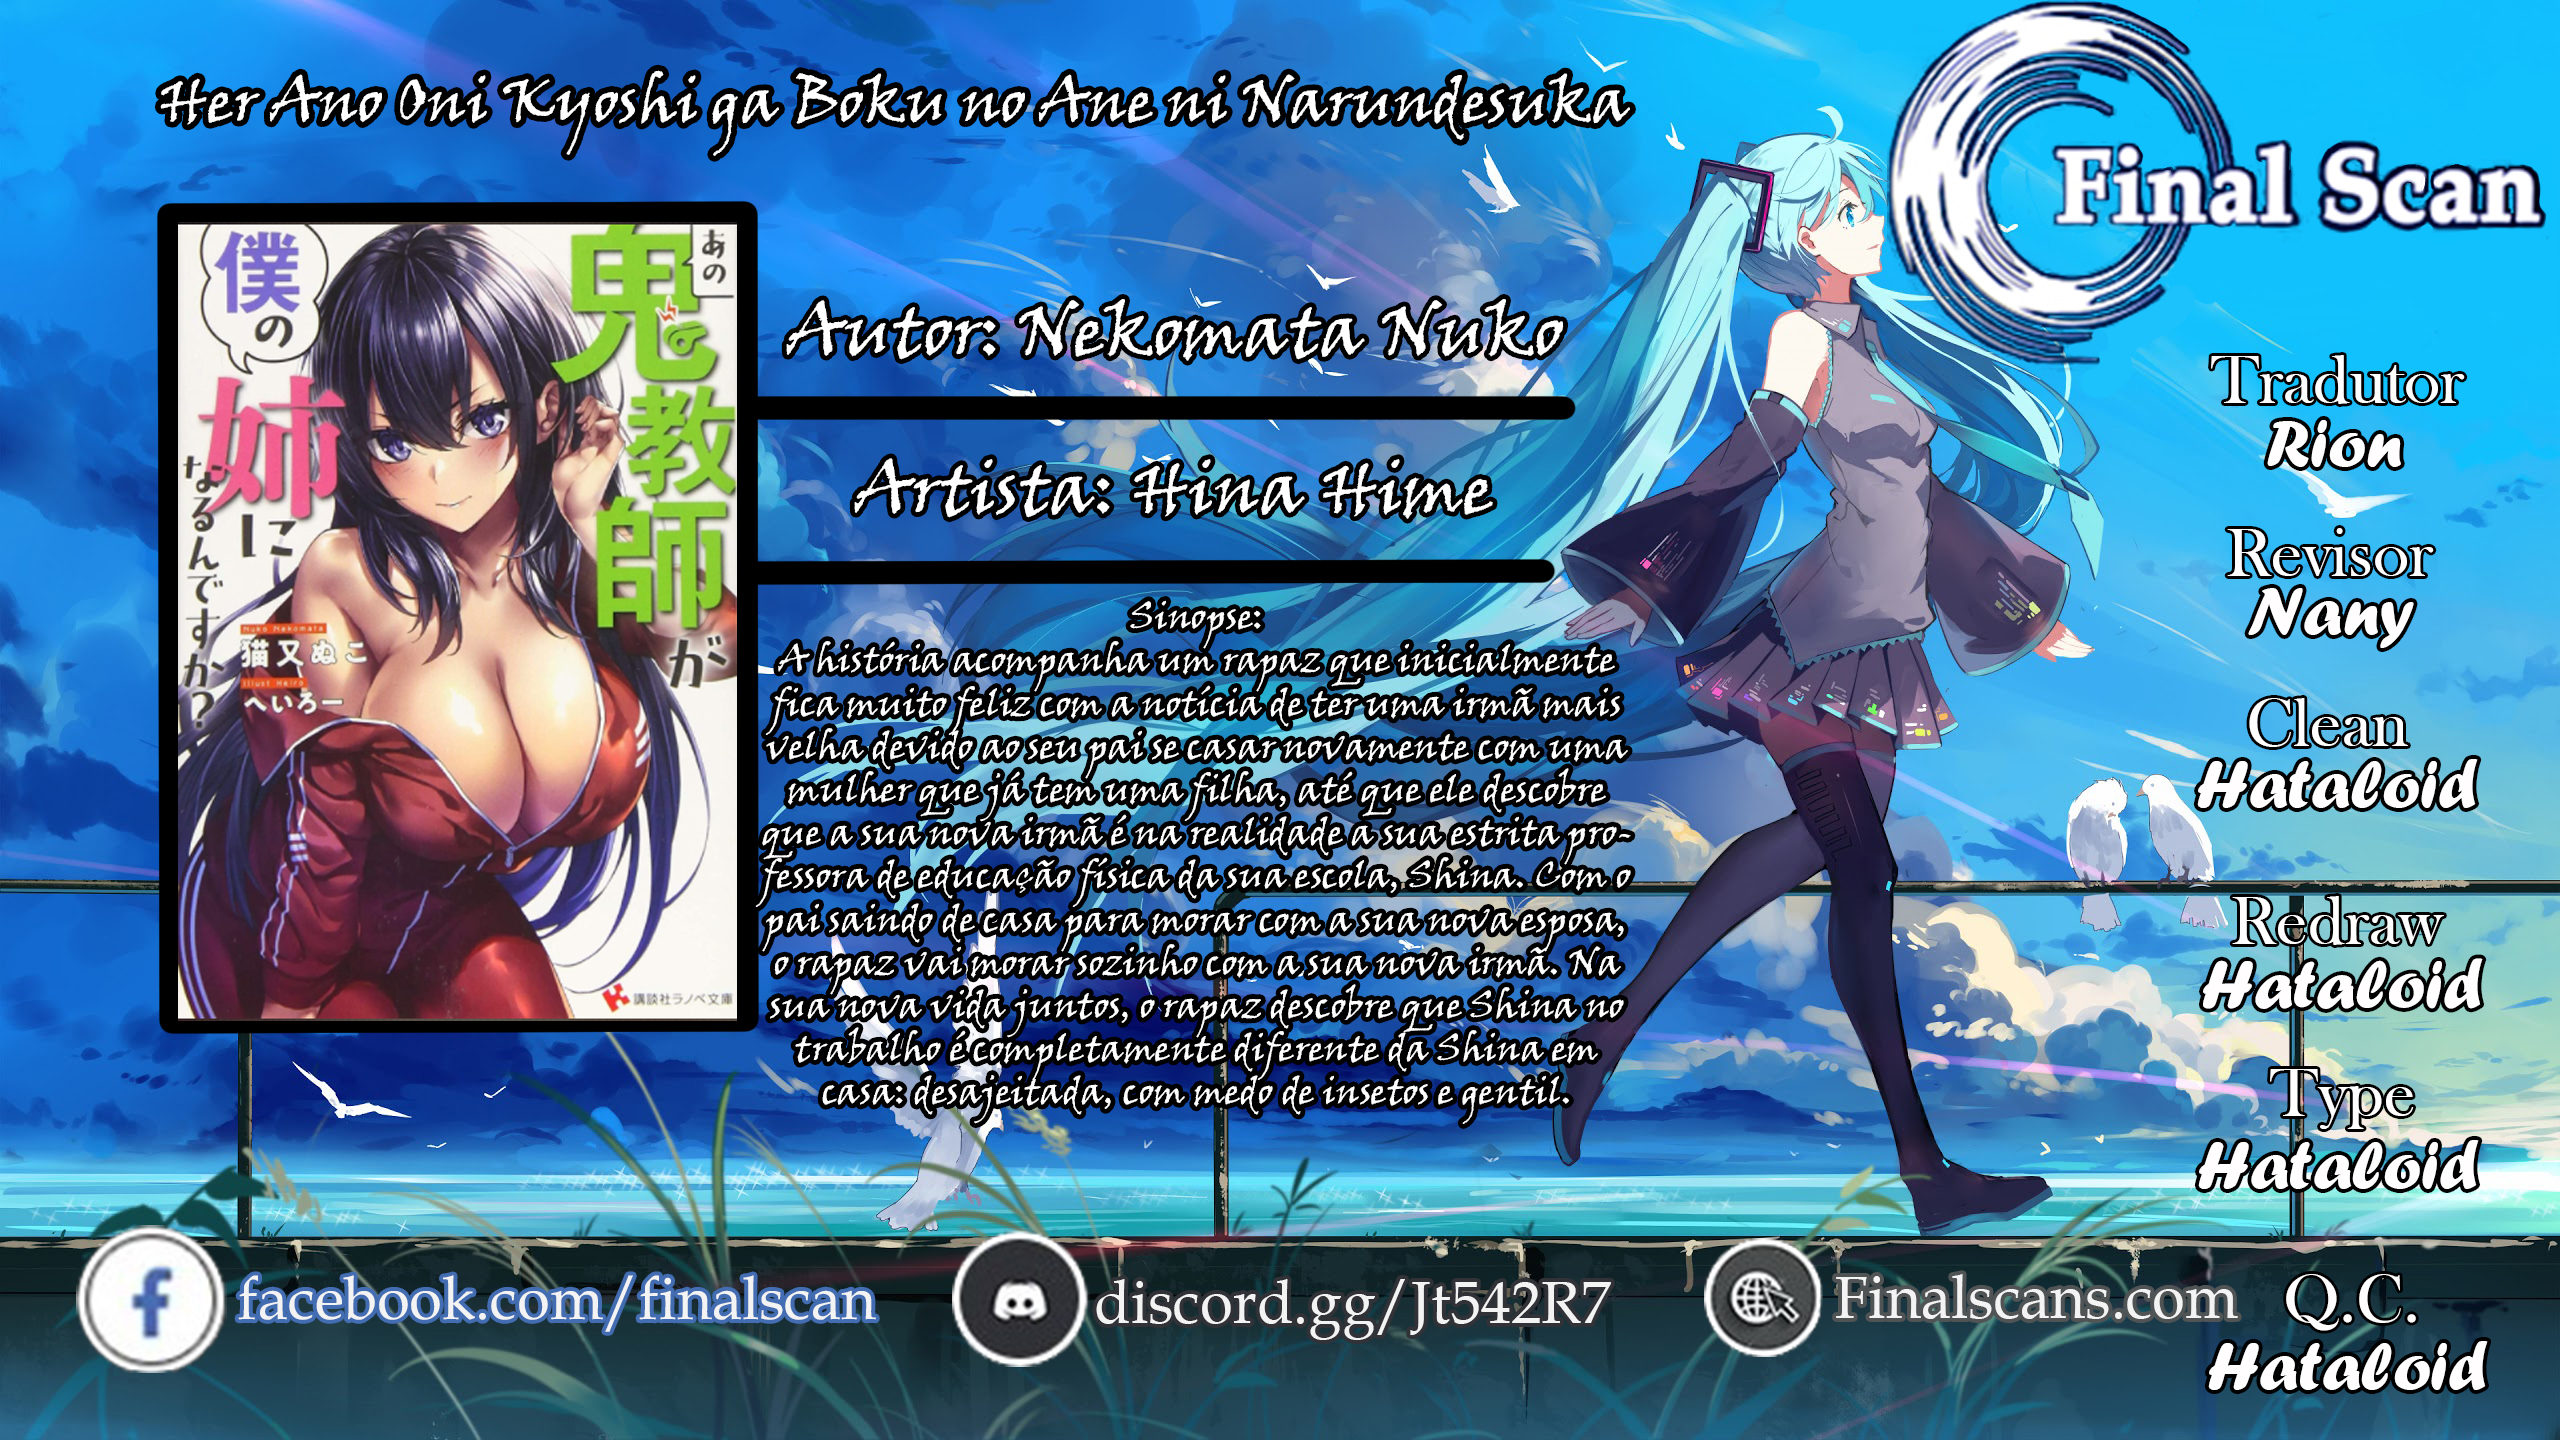 Her Ano Oni Kyoshi ga Boku no Ane ni Narundesuka
Final Scan
あの
鬼教師が
僕の
姉に
なるんですか?
Nuko Nekomata
猫又ぬこ
Illust Heiro
へいろー
講談社ラノベ文庫
Autor: Nekomata Nuko
Artista: Hina Hime
Sinopse:
A história acompanha um rapaz que inicialmente
fica muito feliz com a notícia de ter uma irmã mais
velha devido ao seu pai se casar novamente com uma
mulher que já tem uma filha, até que ele descobre
que a sua nova irmã é na realidade a sua estrita pro-
fessora de educação física da sua escola, Shina. Com o
pai saindo de casa para morar com a sua nova esposa,
o rapaz vai morar sozinho com a sua nova irmã. Na
sua nova vida juntos, o rapaz descobre que Shina no
trabalho é completamente diferente da Shina em
casa: desajeitada, com medo de insetos e gentil.
Tradutor
Rion
Revisor
Nany
Clean
Hataloid
Redraw
Hataloid
Type
Hataloid
Q.C.
Hataloid
facebook.com/finalscan
discord.gg/Jt542R7
Finalscans.com